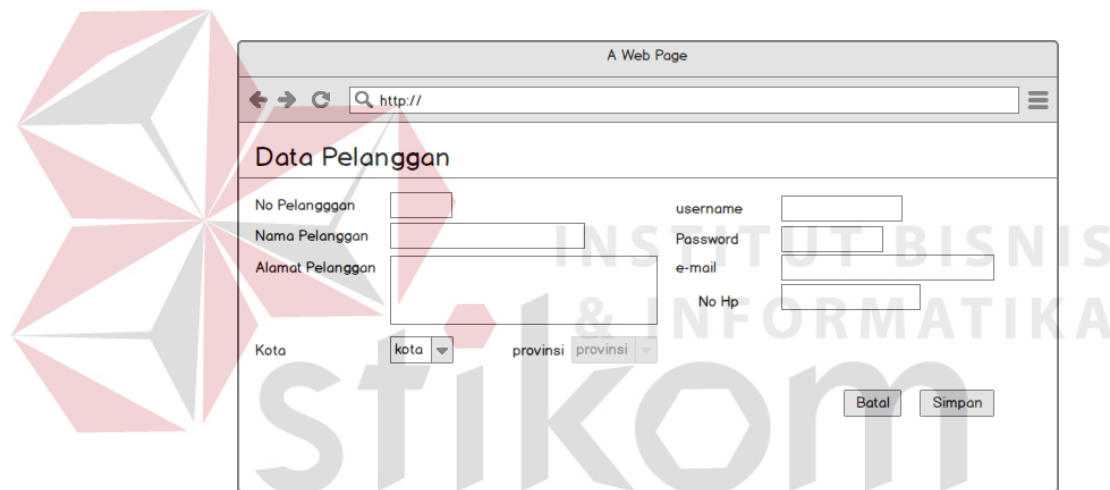 A Web Page
http://
Data Pelanggan
No Pelangggan
Nama Pelanggan
Alamat Pelanggan
Kota
kota
provinsi
provinsi
username
Password
e-mail
No Hp
Batal
Simpan
INSTITUT BISNIS
& INFORMATIKA
stikom